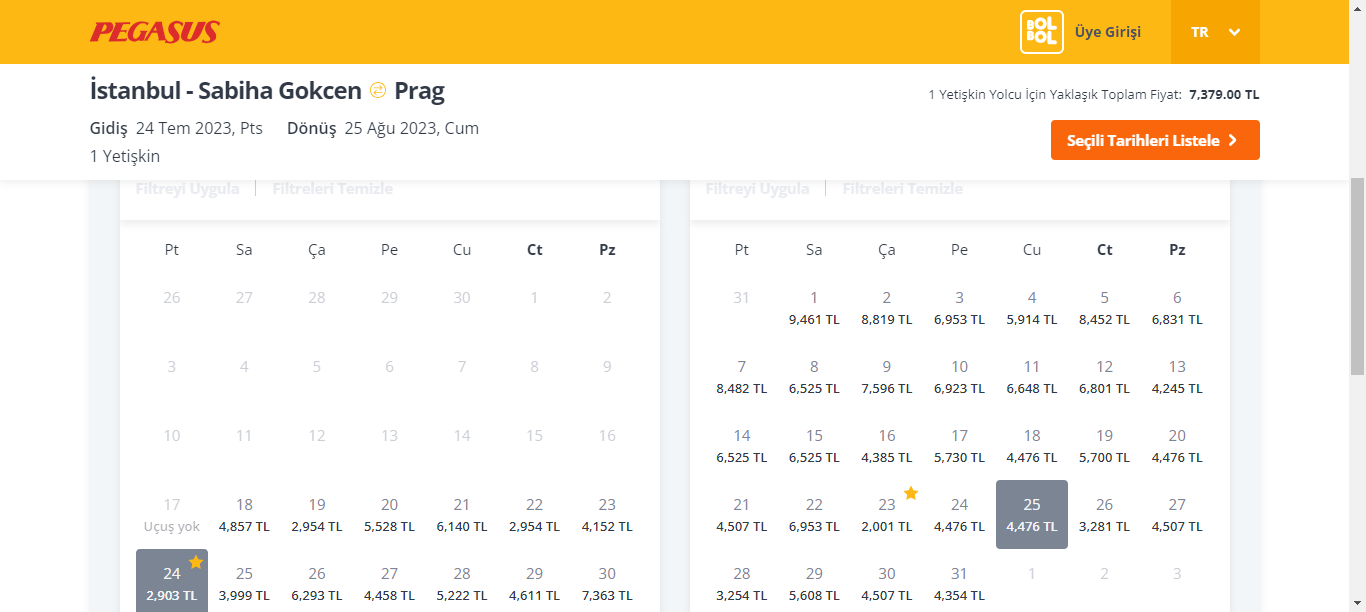 PEGASUS
BOL BOL
Üye Girişi
TR
İstanbul - Sabiha Gokcen Prag
1 Yetişkin Yolcu İçin Yaklaşık Toplam Fiyat: 7,379.00 TL
Gidiş 24 Tem 2023, Pts Dönüş 25 Ağu 2023, Cum
1 Yetişkin
Seçili Tarihleri Listele
Filtreyi Uygula | Filtreleri Temizle
Pt Sa Ça Pe Cu Ct Pz
26 27 28 29 30 1 2
3 4 5 6 7 8 9
10 11 12 13 14 15 16
17 18 19 20 21 22 23
Uçuş yok 4,857 TL 2,954 TL 5,528 TL 6,140 TL 2,954 TL 4,152 TL
24 25 26 27 28 29 30
2,903 TL 3,999 TL 6,293 TL 4,458 TL 5,222 TL 4,611 TL 7,363 TL
Filtreyi Uygula | Filtreleri Temizle
Pt Sa Ça Pe Cu Ct Pz
31 1 2 3 4 5 6
9,461 TL 8,819 TL 6,953 TL 5,914 TL 8,452 TL 6,831 TL
7 8 9 10 11 12 13
8,482 TL 6,525 TL 7,596 TL 6,923 TL 6,648 TL 6,801 TL 4,245 TL
14 15 16 17 18 19 20
6,525 TL 6,525 TL 4,385 TL 5,730 TL 4,476 TL 5,700 TL 4,476 TL
21 22 23 24 25 26 27
4,507 TL 6,953 TL 2,001 TL 4,476 TL 4,476 TL 3,281 TL 4,507 TL
28 29 30 31 1 2 3
3,254 TL 5,608 TL 4,507 TL 4,354 TL